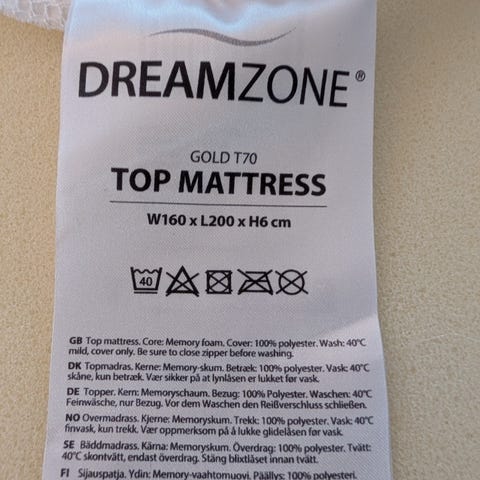 DREAMZONE®
GOLD T70
TOP MATTRESS
W160 x L200 x H6 cm
40
GB Top mattress. Core: Memory foam. Cover: 100% polyester. Wash: 40°C
mild, cover only. Be sure to close zipper before washing.
DK Topmadras. Kerne: Memory-skum. Betræk: 100% polyester. Vask: 40°C
skåne, kun betræk. Vær sikker på at lynlåsen er lukket før vask.
DE Topper. Kern: Memoryschaum. Bezug: 100% Polyester. Waschen: 40°C
Feinwäsche, nur Bezug. Vor dem Waschen den Reißverschluss schließen.
NO Overmadrass. Kjerne: Memoryskum. Trekk: 100% polyester. Vask: 40°C
finvask, kun trekk. Vær oppmerksom på å lukke glidelåsen før vask.
SE Bäddmadrass. Kärna: Memoryskum. Överdrag: 100% polyester. Tvätt:
40°C skontvätt, endast överdrag. Stäng blixtlåset innan tvätt.
FI Sijauspatja. Ydin: Memory-vaahtomuovi. Päällys: 100% polyesteri.